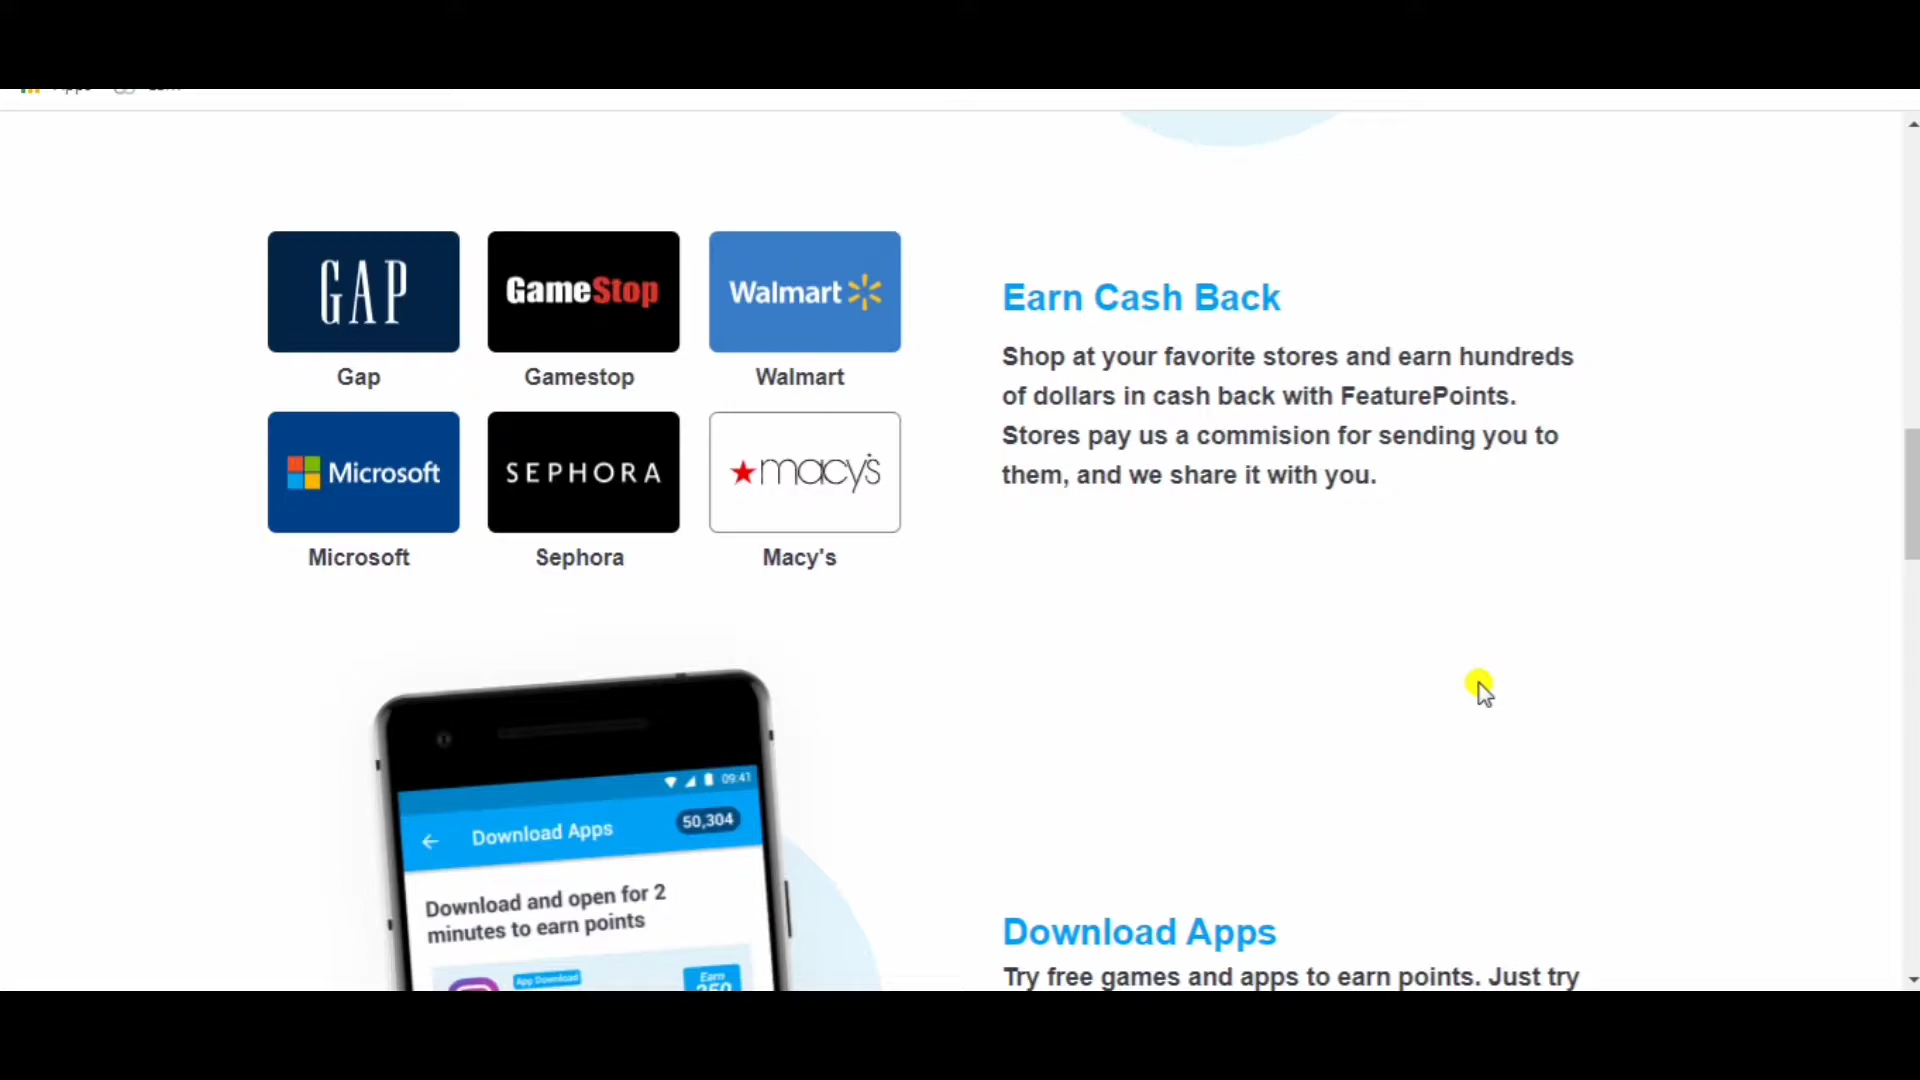 GAP
GameStop
Walmart
Gap
Gamestop
Walmart
Microsoft
SEPHORA
macy's
Microsoft
Sephora
Macy's
Earn Cash Back
Shop at your favorite stores and earn hundreds
of dollars in cash back with FeaturePoints.
Stores pay us a commision for sending you to
them, and we share it with you.
09:41
Download Apps
50,304
Download and open for 2
minutes to earn points
App Download
Earn
Download Apps
Try free games and apps to earn points. Just try